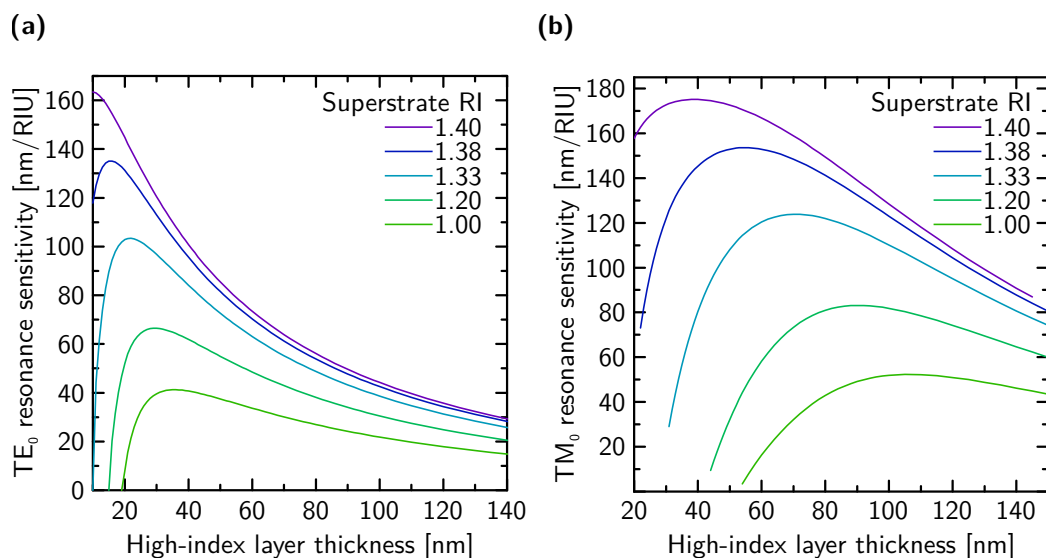 (a)
TE₀ resonance sensitivity [nm/RIU]
160
140
120
100
80
60
40
20
0
Superstrate RI
1.40
1.38
1.33
1.20
1.00
20 40 60 80 100 120 140
High-index layer thickness [nm]
(b)
TM₀ resonance sensitivity [nm/RIU]
180
160
140
120
100
80
60
40
20
Superstrate RI
1.40
1.38
1.33
1.20
1.00
20 40 60 80 100 120 140
High-index layer thickness [nm]